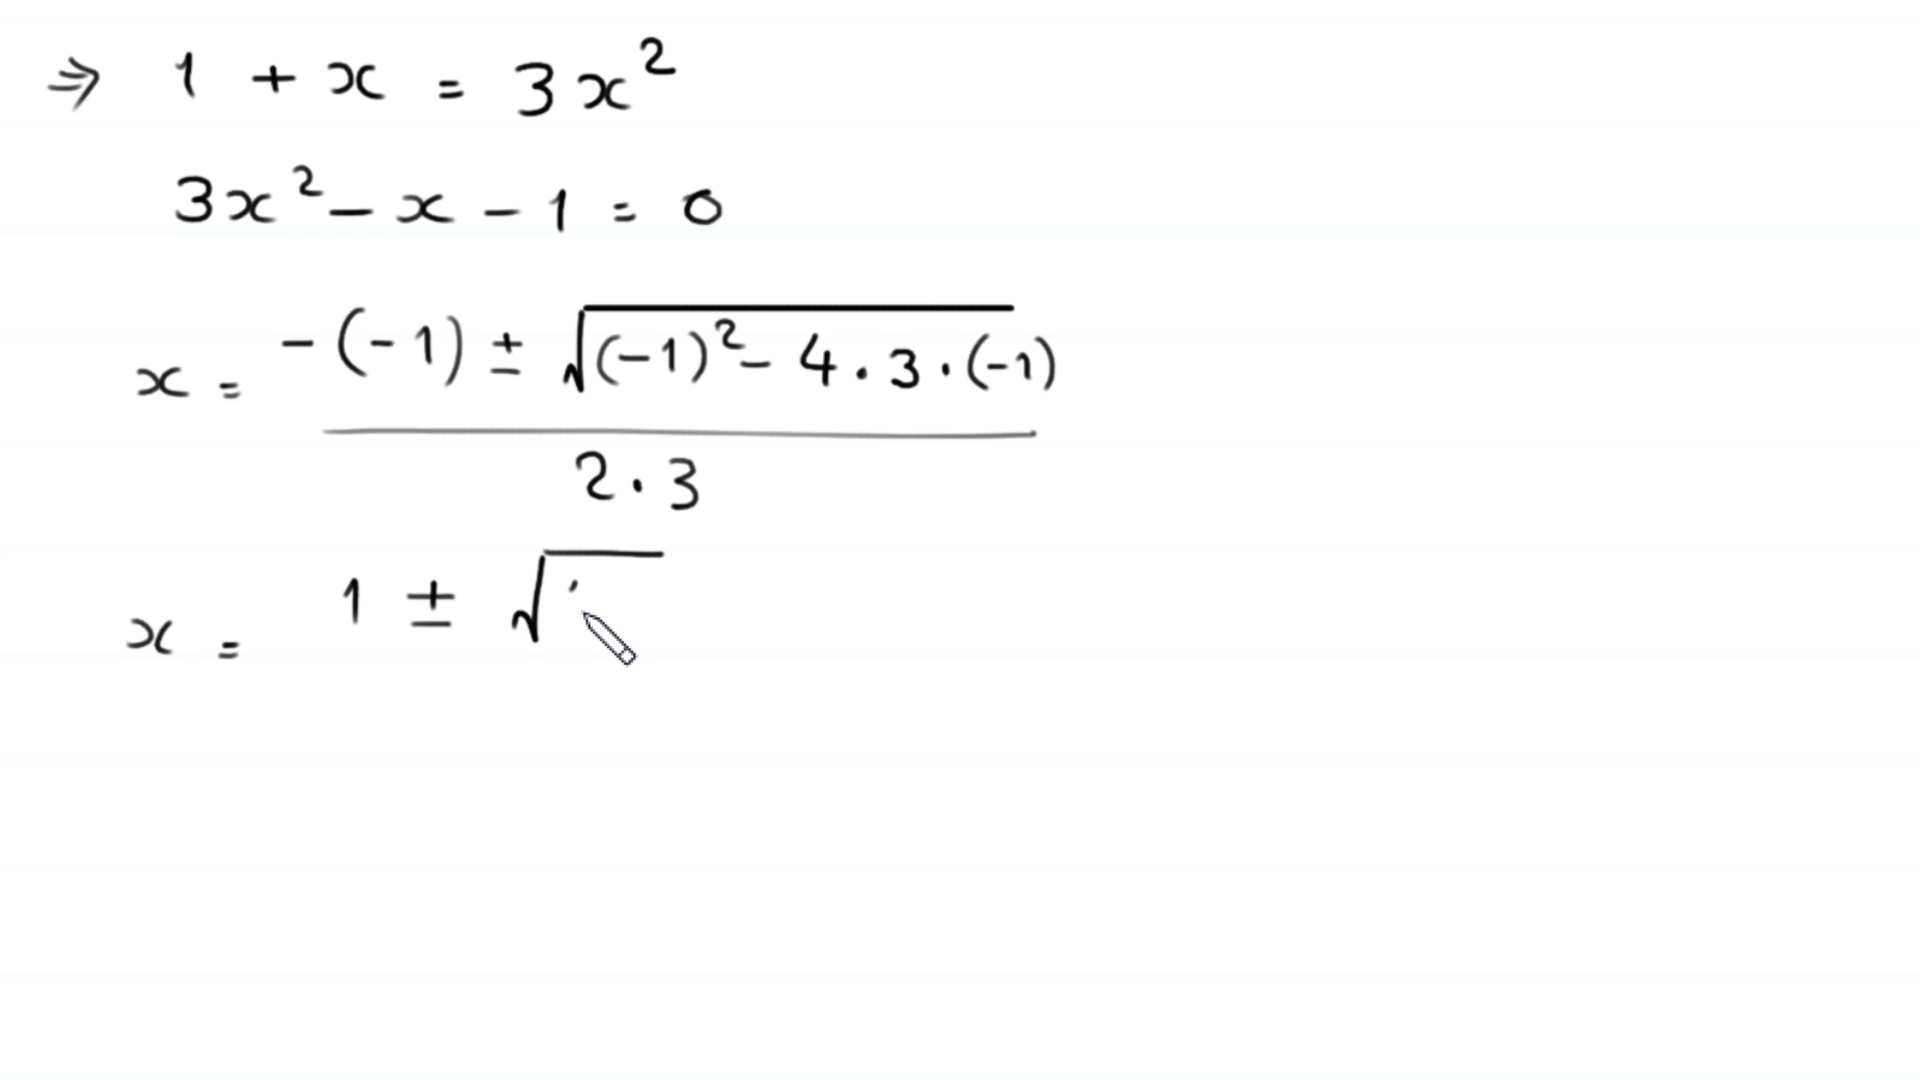 ⇒ 1 + x = 3x²
3x² - x - 1 = 0
x = (-(-1) ± √((-1)² - 4 · 3 · (-1))) / (2 · 3)
x = 1 ± √